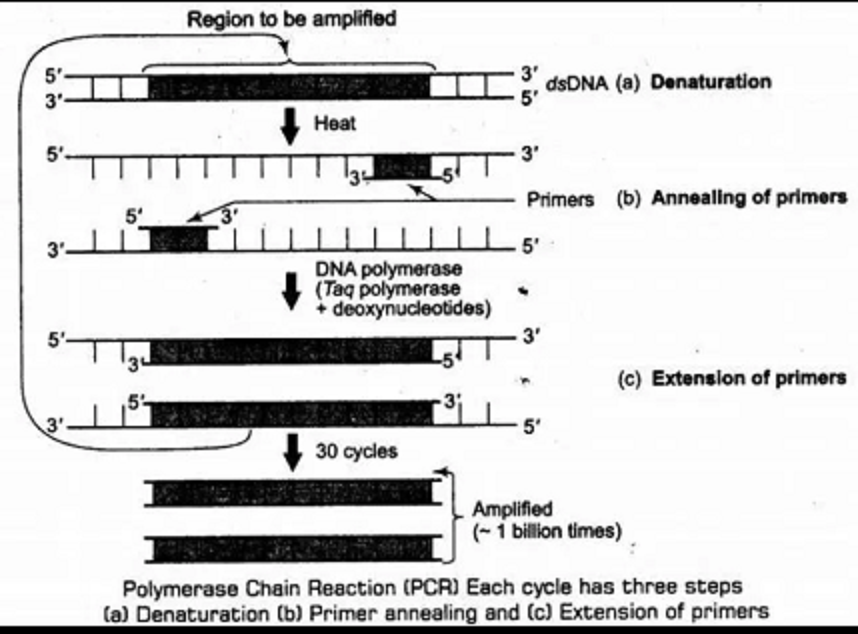 Region to be amplified
5′ 3′
dsDNA (a) Denaturation
3′ 5′
Heat
5′ 3′
3′ 5′
Primers (b) Annealing of primers
5′ 3′
3′ 5′
DNA polymerase
(Taq polymerase
+ deoxynucleotides)
5′ 3′
3′ 5′
(c) Extension of primers
5′ 3′
3′ 5′
30 cycles
Amplified
(~ 1 billion times)
Polymerase Chain Reaction (PCR) Each cycle has three steps
(a) Denaturation (b) Primer annealing and (c) Extension of primers